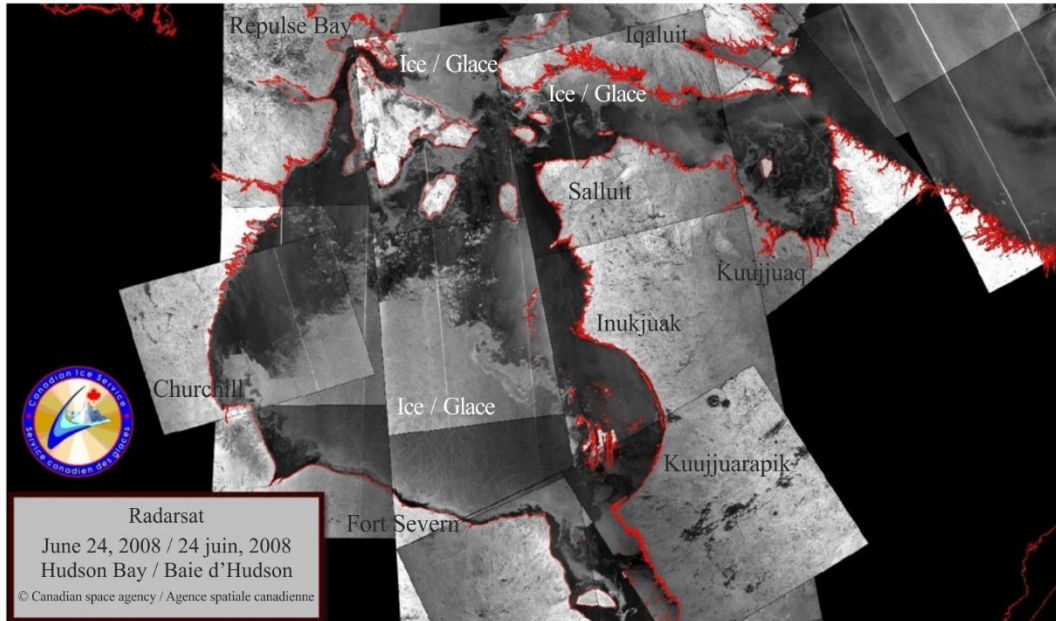 Repulse Bay
Iqaluit
Ice / Glace
Ice / Glace
Salluit
Kuujjuaq
Inukjuak
Churchill
Ice / Glace
Kuujjuarapik
Fort Severn
Canadian Ice Service
Service canadien des glaces
Radarsat
June 24, 2008 / 24 juin, 2008
Hudson Bay / Baie d'Hudson
© Canadian space agency / Agence spatiale canadienne